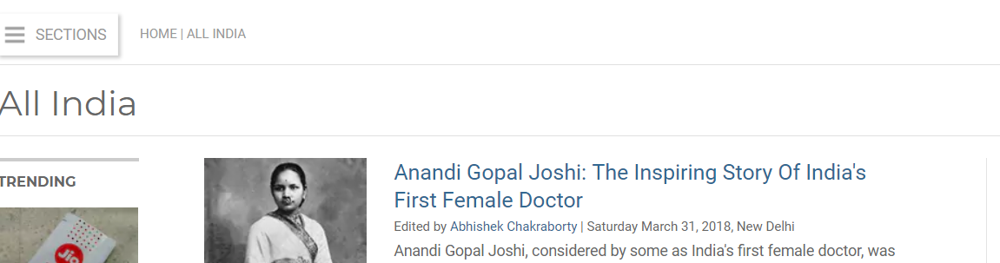 SECTIONS
HOME | ALL INDIA
All India
TRENDING
Jio
Anandi Gopal Joshi: The Inspiring Story Of India's
First Female Doctor
Edited by Abhishek Chakraborty | Saturday March 31, 2018, New Delhi
Anandi Gopal Joshi, considered by some as India's first female doctor, was